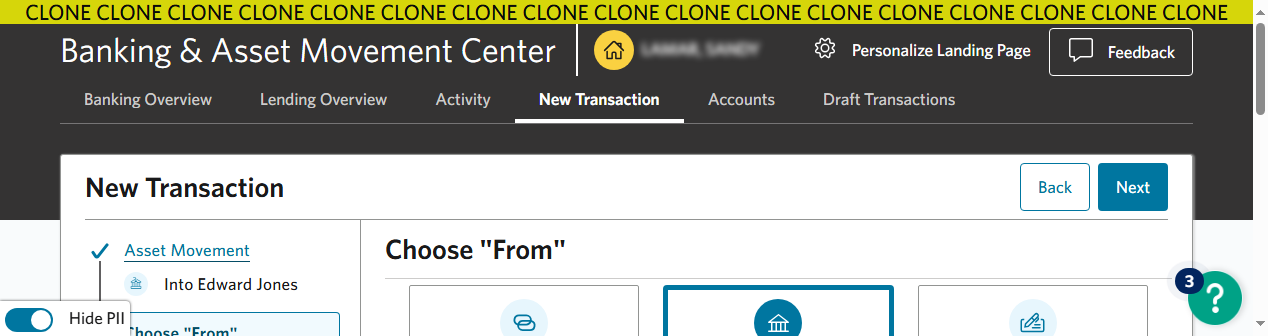 CLONE CLONE CLONE CLONE CLONE CLONE CLONE CLONE CLONE CLONE CLONE CLONE CLONE CLONE CLONE CLONE CLONE
Banking & Asset Movement Center
Personalize Landing Page
Feedback
Banking Overview
Lending Overview
Activity
New Transaction
Accounts
Draft Transactions
New Transaction
Back
Next
Asset Movement
Into Edward Jones
Choose "From"
Choose "From"
3
?
Hide PII